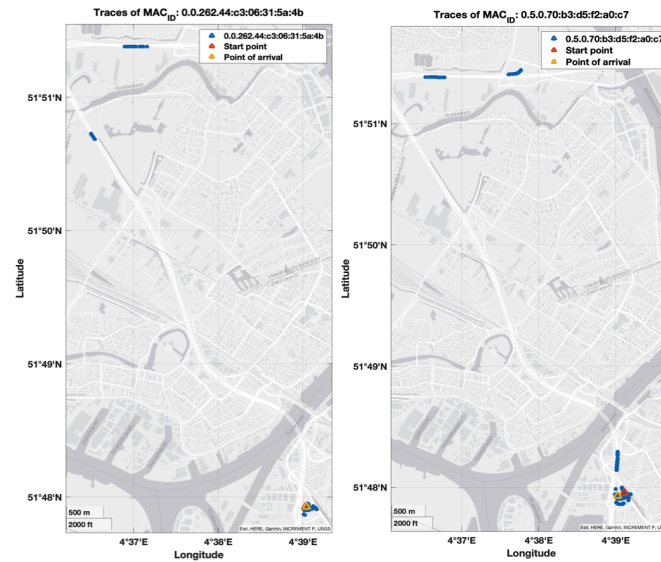 Traces of MAC_ID: 0.0.262.44:c3:06:31:5a:4b
0.0.262.44:c3:06:31:5a:4b
Start point
Point of arrival
51°51'N
51°50'N
51°49'N
51°48'N
Latitude
500 m
2000 ft
Esri, HERE, Garmin, INCREMENT P, USGS
4°37'E 4°38'E 4°39'E
Longitude
Traces of MAC_ID: 0.5.0.70:b3:d5:f2:a0:c7
0.5.0.70:b3:d5:f2:a0:c7
Start point
Point of arrival
51°51'N
51°50'N
51°49'N
51°48'N
Latitude
500 m
2000 ft
Esri, HERE, Garmin, INCREMENT P, USGS
4°37'E 4°38'E 4°39'E
Longitude